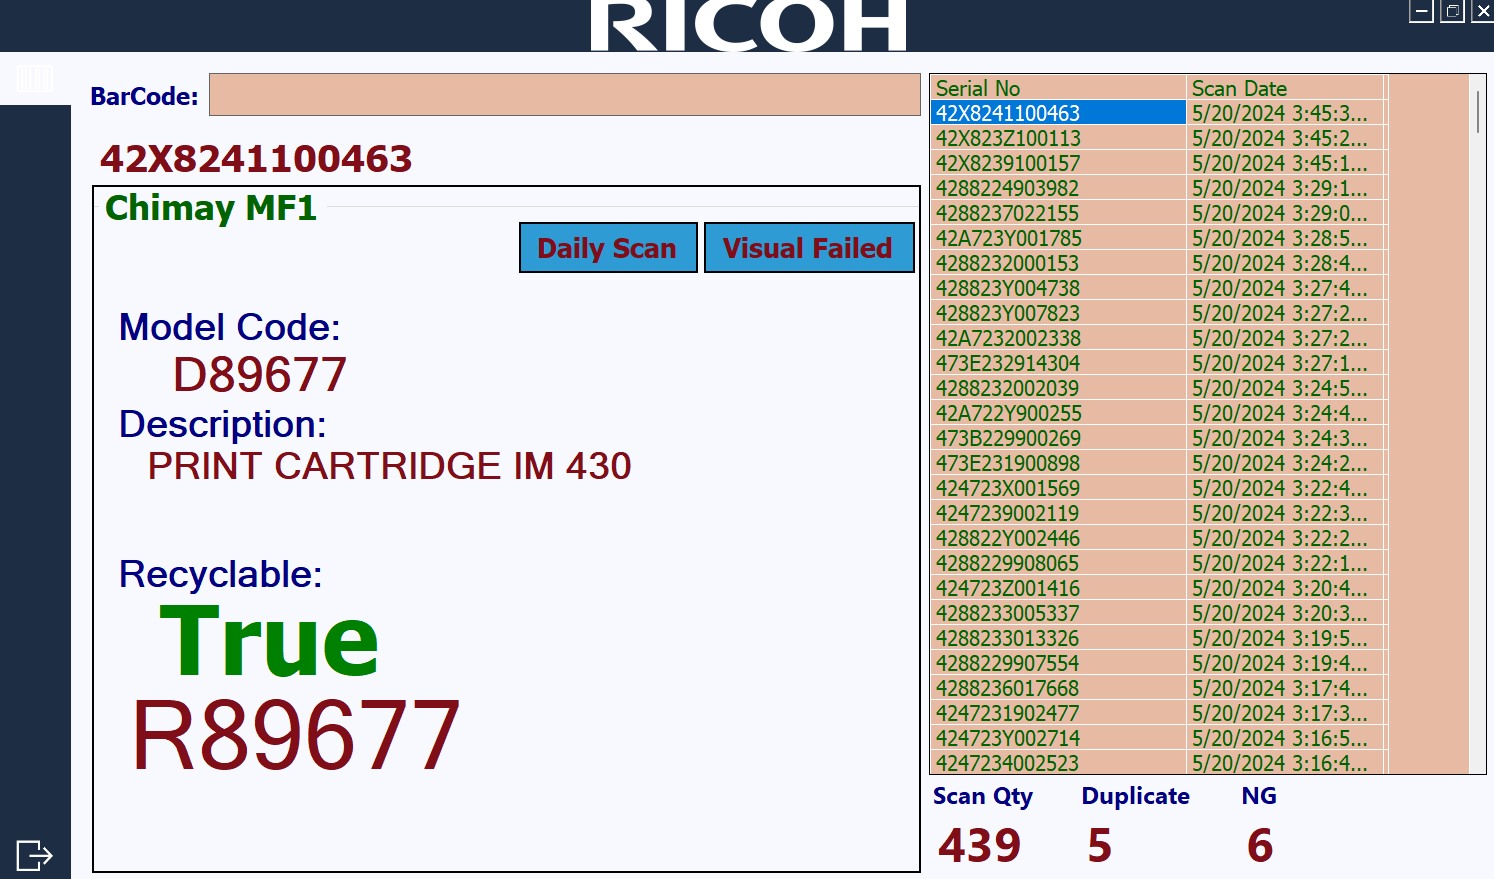 RICOH
BarCode:
42X8241100463
Chimay MF1
Daily Scan
Visual Failed
Model Code:
D89677
Description:
PRINT CARTRIDGE IM 430
Recyclable:
True
R89677
Serial No Scan Date
42X8241100463 5/20/2024 3:45:3...
42X823Z100113 5/20/2024 3:45:2...
42X8239100157 5/20/2024 3:45:1...
4288224903982 5/20/2024 3:29:1...
4288237022155 5/20/2024 3:29:0...
42A723Y001785 5/20/2024 3:28:5...
4288232000153 5/20/2024 3:28:4...
428823Y004738 5/20/2024 3:27:4...
428823Y007823 5/20/2024 3:27:2...
42A7232002338 5/20/2024 3:27:2...
473E232914304 5/20/2024 3:27:1...
4288232002039 5/20/2024 3:24:5...
42A722Y900255 5/20/2024 3:24:4...
473B229900269 5/20/2024 3:24:3...
473E231900898 5/20/2024 3:24:2...
424723X001569 5/20/2024 3:22:4...
4247239002119 5/20/2024 3:22:3...
428822Y002446 5/20/2024 3:22:2...
4288229908065 5/20/2024 3:22:1...
424723Z001416 5/20/2024 3:20:4...
4288233005337 5/20/2024 3:20:3...
4288233013326 5/20/2024 3:19:5...
4288229907554 5/20/2024 3:19:4...
4288236017668 5/20/2024 3:17:4...
4247231902477 5/20/2024 3:17:3...
424723Y002714 5/20/2024 3:16:5...
4247234002523 5/20/2024 3:16:4...
Scan Qty Duplicate NG
439 5 6